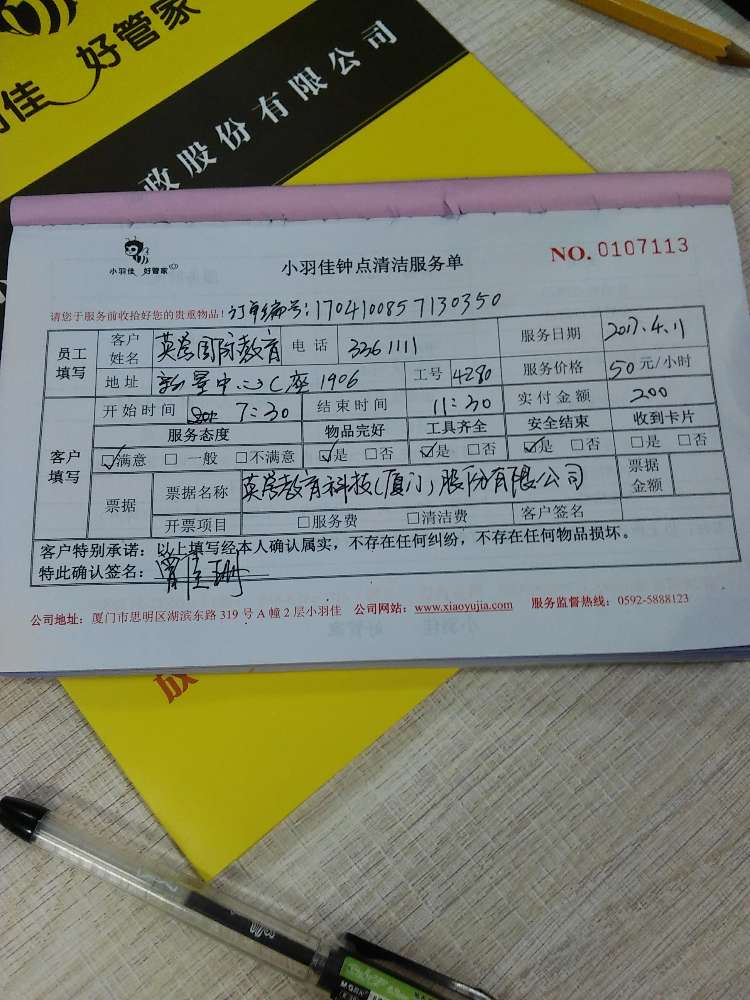 佳 好管家
政股份有限公司
小羽佳 好管家
小羽佳钟点清洁服务单
NO. 0107113
请您于服务前收拾好您的贵重物品! 订单编号:1704100857130350
员工填写 客户姓名 英学国际教育 电话 3361111 服务日期 2017.4.11
地址 新景中心C座1906 工号 4280 服务价格 50元/小时
客户填写 开始时间 7:30 结束时间 11:30 实付金额 200
服务态度 物品完好 工具齐全 安全结束 收到卡片
☑满意 □一般 □不满意 ☑是 □否 ☑是 □否 ☑是 □否 □是 □否
票据 票据名称 英学教育科技(厦门)股份有限公司 票据金额
开票项目 □服务费 □清洁费 客户签名
客户特别承诺:以上填写经本人确认属实,不存在任何纠纷,不存在任何物品损坏。
特此确认签名:曾佳珊
公司地址:厦门市思明区湖滨东路319号A幢2层小羽佳 公司网站:www.xiaoyujia.com 服务监督热线:0592-5888123
M&G